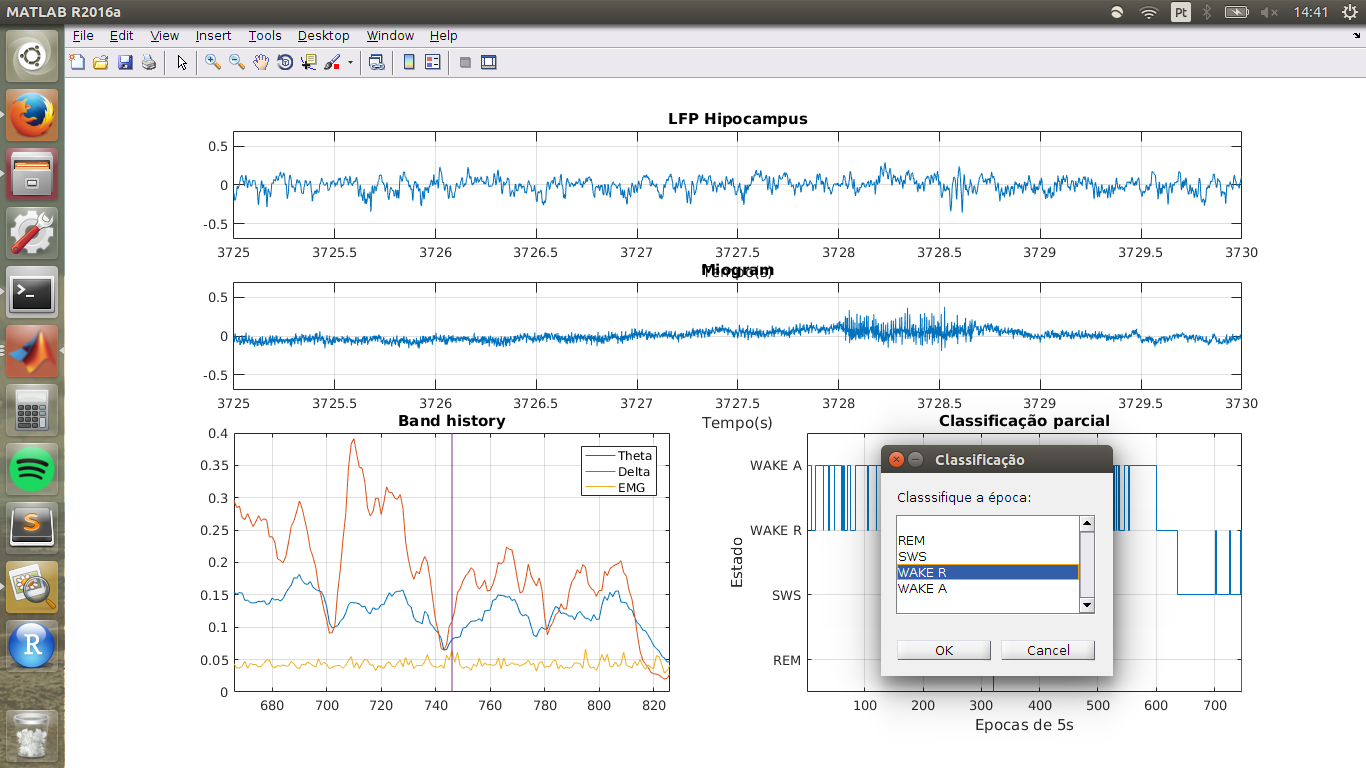 MATLAB R2016a
Pt
14:41
File Edit View Insert Tools Desktop Window Help
LFP Hipocampus
0.5
0
-0.5
3725 3725.5 3726 3726.5 3727 3727.5 3728 3728.5 3729 3729.5 3730
Tempo(s)
Miogram
0.5
0
-0.5
3725 3725.5 3726 3726.5 3727 3727.5 3728 3728.5 3729 3729.5 3730
Tempo(s)
Band history
0.4
0.35
0.3
0.25
0.2
0.15
0.1
0.05
0
Theta
Delta
EMG
680 700 720 740 760 780 800 820
Classificação parcial
WAKE A
WAKE R
SWS
REM
Estado
100 200 300 400 500 600 700
Epocas de 5s
Classificação
Classsifique a época:
REM
SWS
WAKE R
WAKE A
OK Cancel
S
R